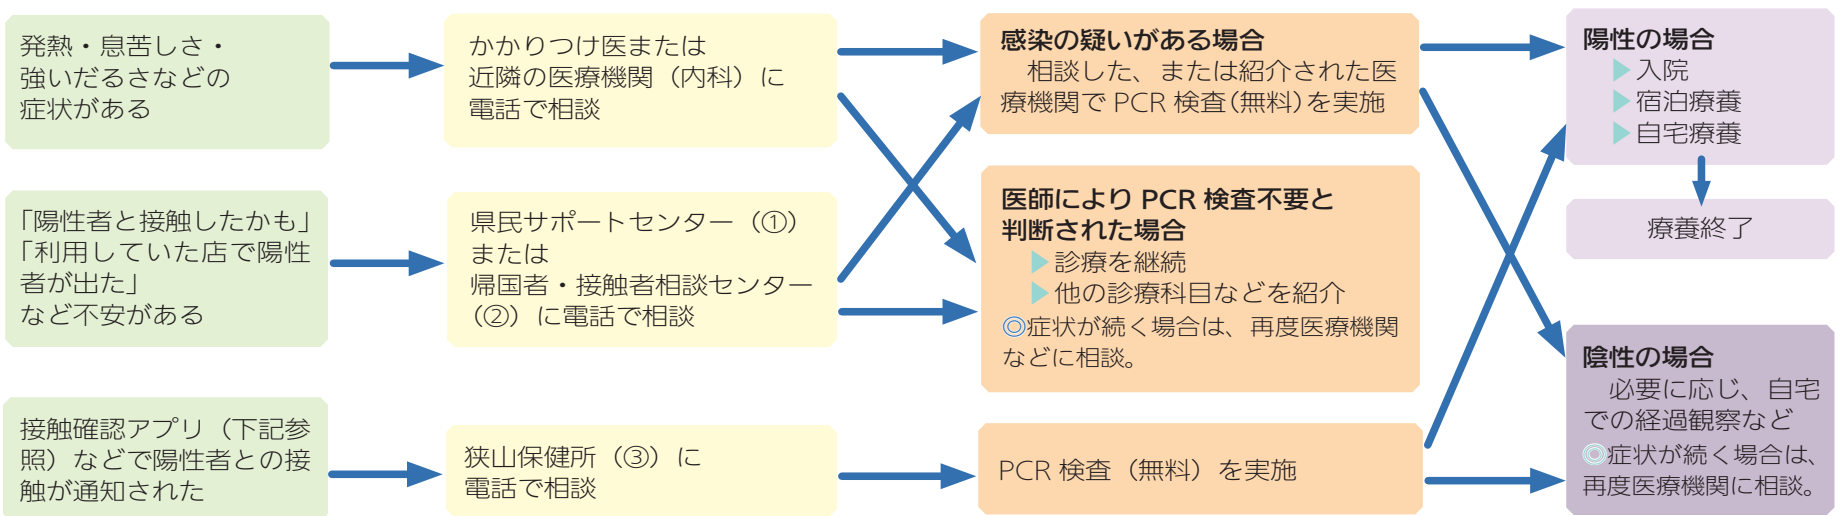 発熱・息苦しさ・
強いだるさなどの
症状がある
かかりつけ医または
近隣の医療機関（内科）に
電話で相談
感染の疑いがある場合
相談した、または紹介された医
療機関で PCR 検査（無料）を実施
陽性の場合
▶入院
▶宿泊療養
▶自宅療養
療養終了
「陽性者と接触したかも」
「利用していた店で陽性
者が出た」
など不安がある
県民サポートセンター（①）
または
帰国者・接触者相談センター
（②）に電話で相談
医師により PCR 検査不要と
判断された場合
▶診療を継続
▶他の診療科目などを紹介
◎症状が続く場合は、再度医療機関
などに相談。
陰性の場合
必要に応じ、自宅
での経過観察など
◎症状が続く場合は、
再度医療機関に相談。
接触確認アプリ（下記参
照）などで陽性者との接
触が通知された
狭山保健所（③）に
電話で相談
PCR 検査（無料）を実施